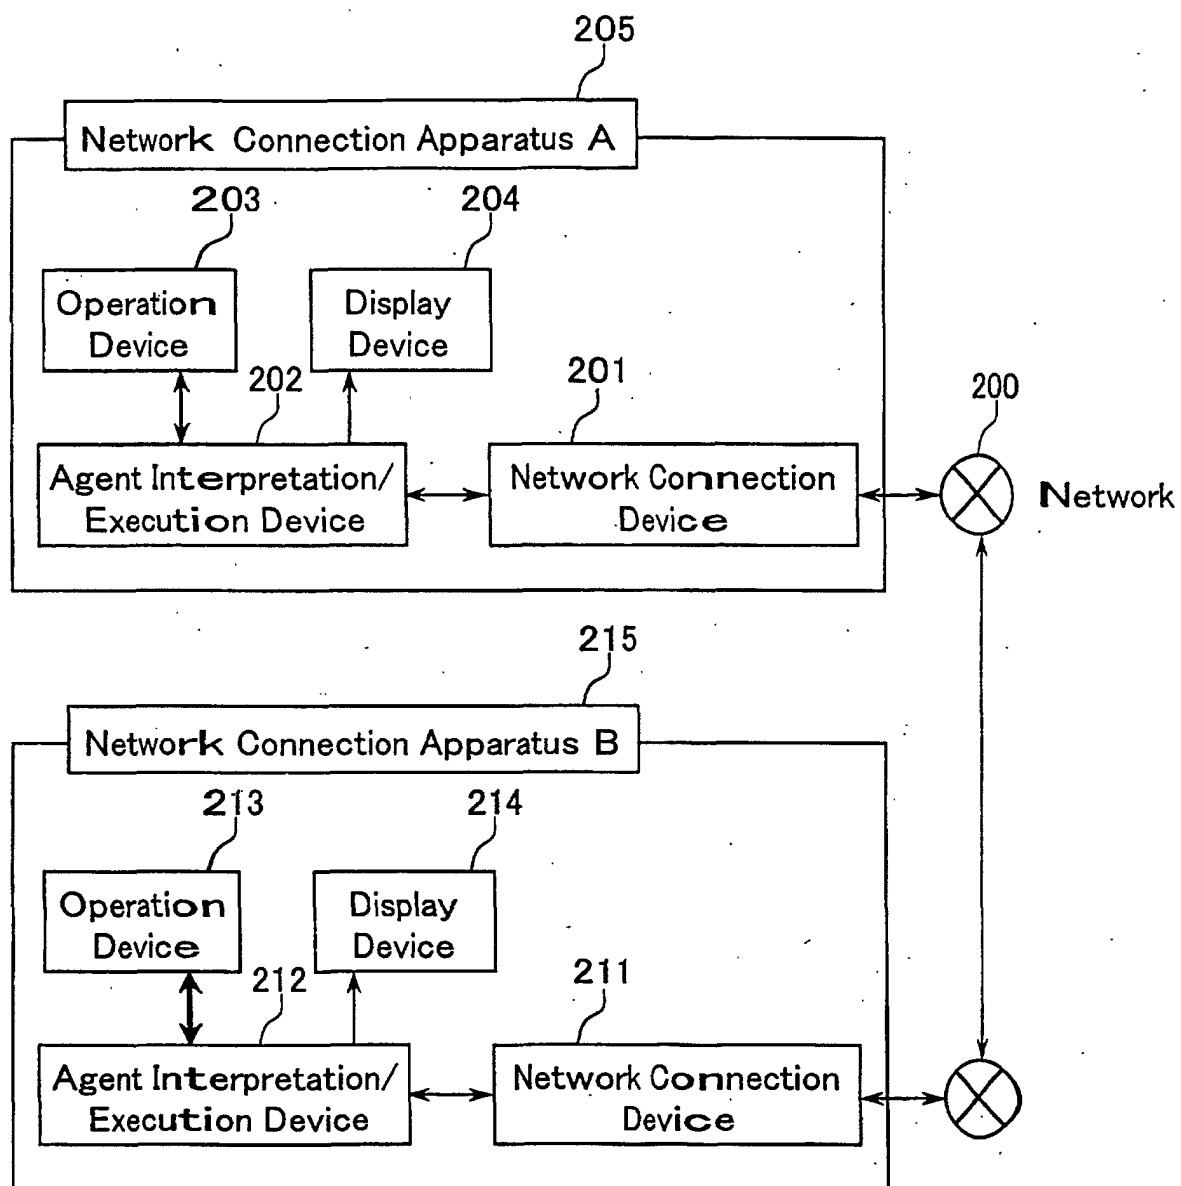 205
Network Connection Apparatus A
203
204
Operation
Device
Display
Device
202
201
200
Agent Interpretation/
Execution Device
Network Connection
Device
Network
215
Network Connection Apparatus B
213
214
Operation
Device
Display
Device
212
211
Agent Interpretation/
Execution Device
Network Connection
Device